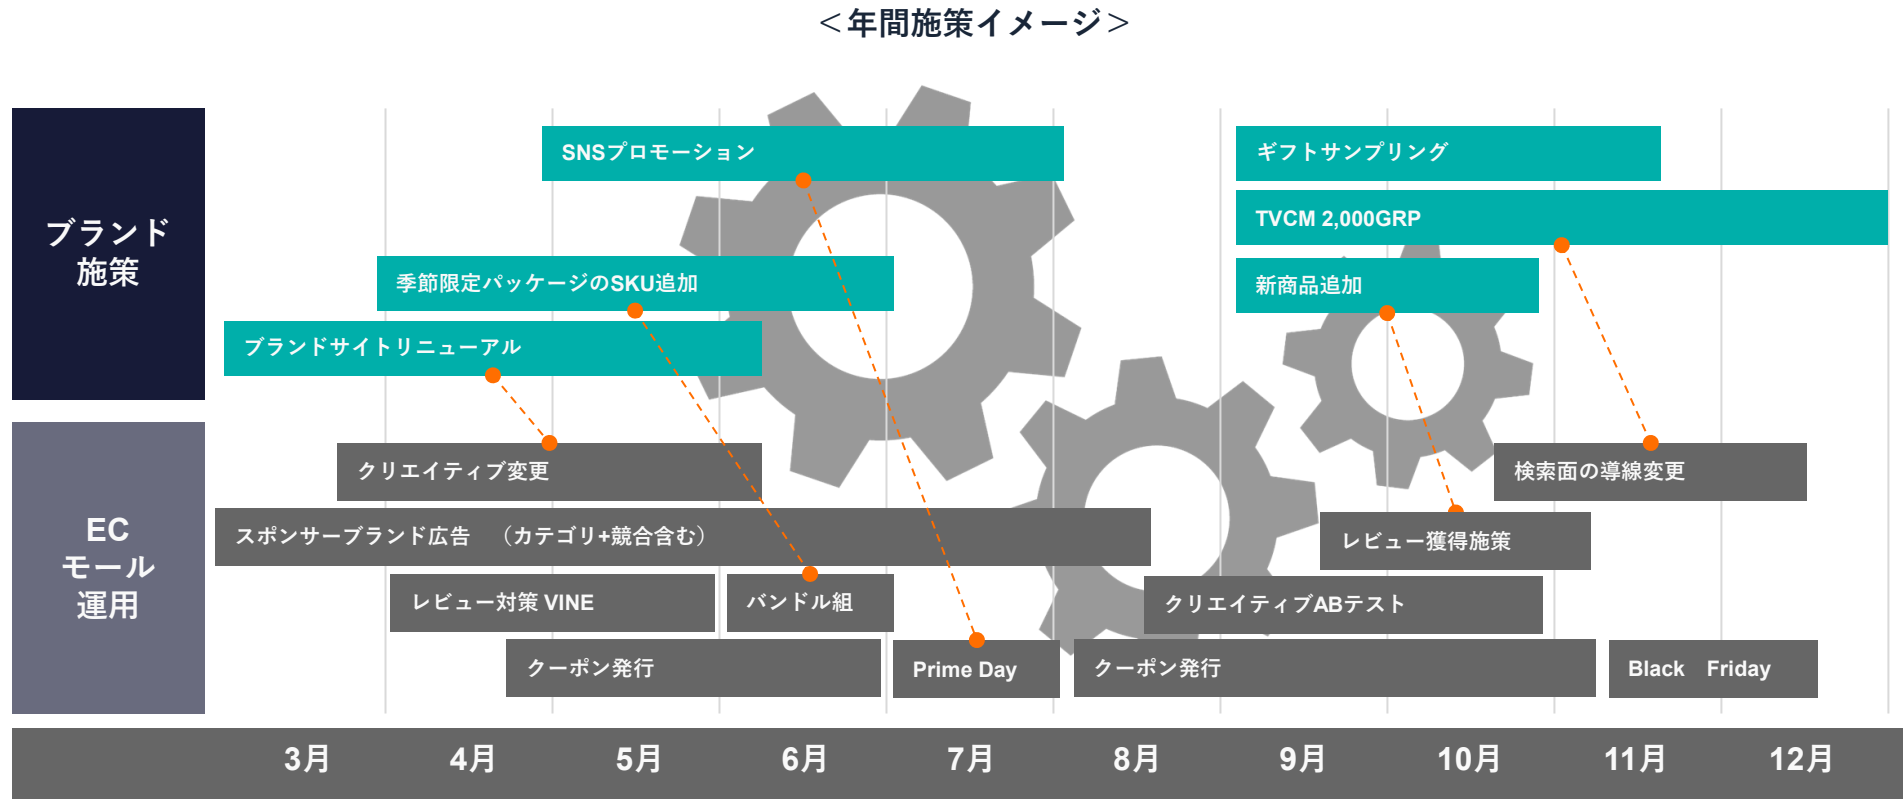 ＜年間施策イメージ＞
ブランド
施策
SNSプロモーション
ギフトサンプリング
TVCM 2,000GRP
季節限定パッケージのSKU追加
新商品追加
ブランドサイトリニューアル
EC
モール
運用
クリエイティブ変更
検索面の導線変更
スポンサーブランド広告　（カテゴリ+競合含む）
レビュー獲得施策
レビュー対策 VINE
バンドル組
クリエイティブABテスト
クーポン発行
Prime Day
クーポン発行
Black　Friday
3月
4月
5月
6月
7月
8月
9月
10月
11月
12月